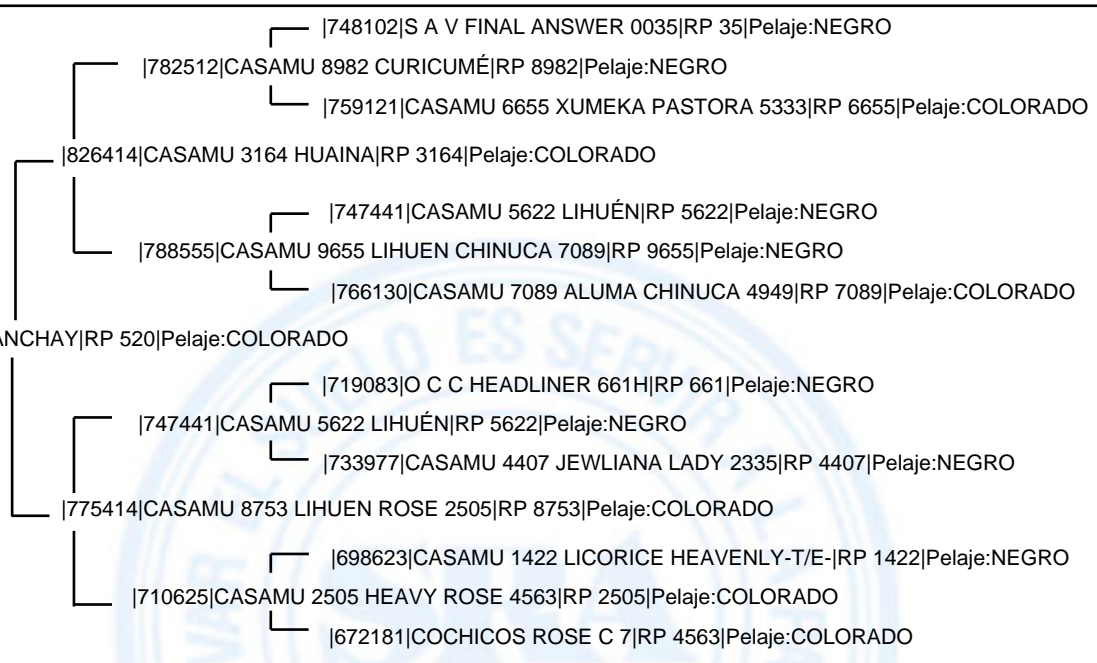 |748102|S A V FINAL ANSWER 0035|RP 35|Pelaje:NEGRO
|782512|CASAMU 8982 CURICUMÉ|RP 8982|Pelaje:NEGRO
|759121|CASAMU 6655 XUMEKA PASTORA 5333|RP 6655|Pelaje:COLORADO
|826414|CASAMU 3164 HUAINA|RP 3164|Pelaje:COLORADO
|747441|CASAMU 5622 LIHUÉN|RP 5622|Pelaje:NEGRO
|788555|CASAMU 9655 LIHUEN CHINUCA 7089|RP 9655|Pelaje:NEGRO
|766130|CASAMU 7089 ALUMA CHINUCA 4949|RP 7089|Pelaje:COLORADO
ANCHAY|RP 520|Pelaje:COLORADO
|719083|O C C HEADLINER 661H|RP 661|Pelaje:NEGRO
|747441|CASAMU 5622 LIHUÉN|RP 5622|Pelaje:NEGRO
|733977|CASAMU 4407 JEWLIANA LADY 2335|RP 4407|Pelaje:NEGRO
|775414|CASAMU 8753 LIHUEN ROSE 2505|RP 8753|Pelaje:COLORADO
|698623|CASAMU 1422 LICORICE HEAVENLY-T/E-|RP 1422|Pelaje:NEGRO
|710625|CASAMU 2505 HEAVY ROSE 4563|RP 2505|Pelaje:COLORADO
|672181|COCHICOS ROSE C 7|RP 4563|Pelaje:COLORADO